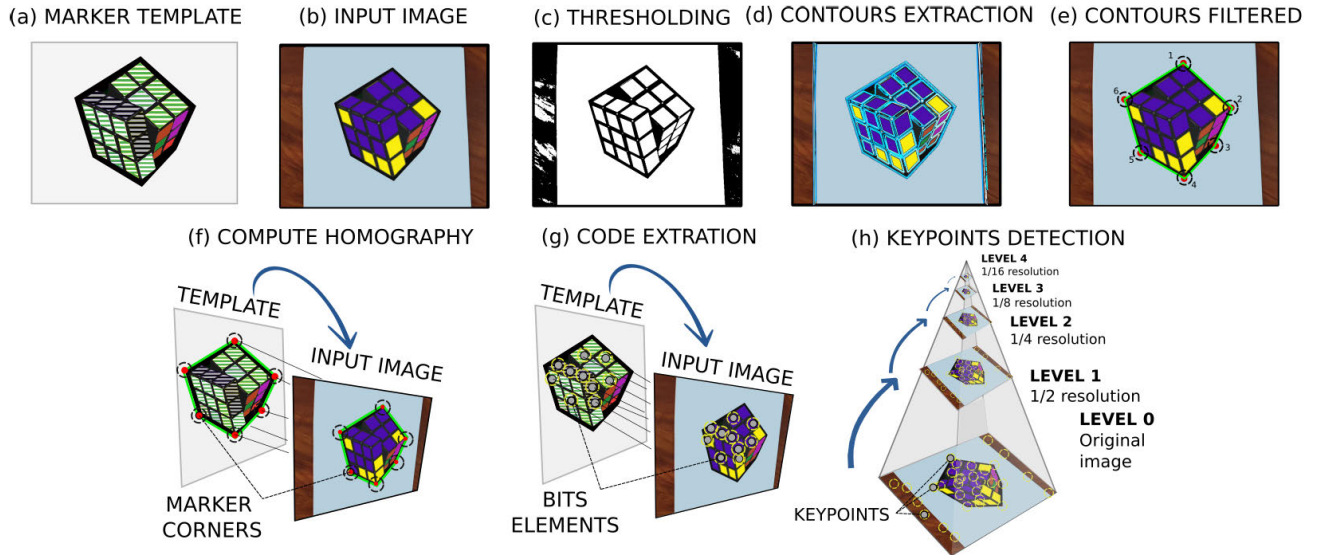 (a) MARKER TEMPLATE
(b) INPUT IMAGE
(c) THRESHOLDING
(d) CONTOURS EXTRACTION
(e) CONTOURS FILTERED
1
2
3
4
5
6
(f) COMPUTE HOMOGRAPHY
TEMPLATE
INPUT IMAGE
MARKER
CORNERS
(g) CODE EXTRATION
TEMPLATE
INPUT IMAGE
BITS
ELEMENTS
(h) KEYPOINTS DETECTION
LEVEL 4
1/16 resolution
LEVEL 3
1/8 resolution
LEVEL 2
1/4 resolution
LEVEL 1
1/2 resolution
LEVEL 0
Original
image
KEYPOINTS